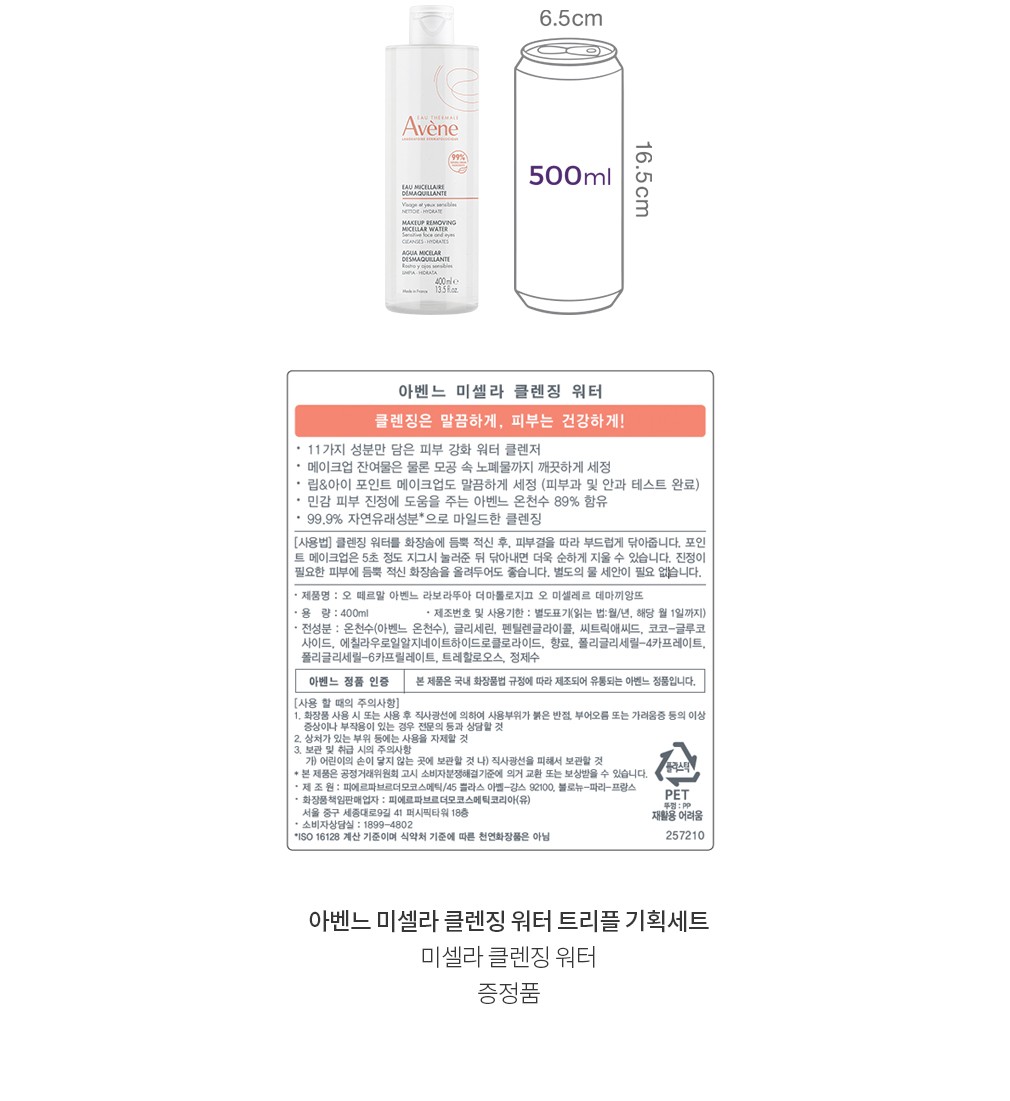 6.5cm
EAU THERMALE
Avène
99%
EAU MICELLAIRE
DÉMAQUILLANTE
Visage et yeux sensibles
NETTOIE - HYDRATE
MAKEUP REMOVING
MICELLAR WATER
Sensitive face and eyes
CLEANSES - HYDRATES
AGUA MICELAR
DESMAQUILLANTE
Rostro y ojos sensibles
LIMPIA - HIDRATA
400ml e
Made in France 13.5 fl.oz.
500ml
16.5cm
아벤느 미셀라 클렌징 워터
클렌징은 말끔하게, 피부는 건강하게!
· 11가지 성분만 담은 피부 강화 워터 클렌저
· 메이크업 잔여물은 물론 모공 속 노폐물까지 깨끗하게 세정
· 립&아이 포인트 메이크업도 말끔하게 세정 (피부과 및 안과 테스트 완료)
· 민감 피부 진정에 도움을 주는 아벤느 온천수 89% 함유
· 99.9% 자연유래성분*으로 마일드한 클렌징
[사용법] 클렌징 워터를 화장솜에 듬뿍 적신 후, 피부결을 따라 부드럽게 닦아줍니다. 포인
트 메이크업은 5초 정도 지그시 눌러준 뒤 닦아내면 더욱 순하게 지울 수 있습니다. 진정이
필요한 피부에 듬뿍 적신 화장솜을 올려두어도 좋습니다. 별도의 물 세안이 필요 없습니다.
· 제품명 : 오 떼르말 아벤느 라보라뚜아 더마톨로지끄 오 미셀레르 데마끼앙뜨
· 용 량 : 400ml · 제조번호 및 사용기한 : 별도표기(읽는 법:월/년, 해당 월 1일까지)
· 전성분 : 온천수(아벤느 온천수), 글리세린, 펜틸렌글라이콜, 씨트릭애씨드, 코코-글루코
사이드, 에칠라우로일알지네이트하이드로클로라이드, 향료, 폴리글리세릴-4카프레이트,
폴리글리세릴-6카프릴레이트, 트레할로오스, 정제수
아벤느 정품 인증 본 제품은 국내 화장품법 규정에 따라 제조되어 유통되는 아벤느 정품입니다.
[사용 할 때의 주의사항]
1. 화장품 사용 시 또는 사용 후 직사광선에 의하여 사용부위가 붉은 반점, 부어오름 또는 가려움증 등의 이상
증상이나 부작용이 있는 경우 전문의 등과 상담할 것
2. 상처가 있는 부위 등에는 사용을 자제할 것
3. 보관 및 취급 시의 주의사항
가) 어린이의 손이 닿지 않는 곳에 보관할 것 나) 직사광선을 피해서 보관할 것
* 본 제품은 공정거래위원회 고시 소비자분쟁해결기준에 의거 교환 또는 보상받을 수 있습니다.
· 제 조 원 : 피에르파브르더모코스메틱/45 쁠라스 아벨-강스 92100, 불로뉴-파리-프랑스
· 화장품책임판매업자 : 피에르파브르더모코스메틱코리아(유)
서울 중구 세종대로9길 41 퍼시픽타워 18층
· 소비자상담실 : 1899-4802
*ISO 16128 계산 기준이며 식약처 기준에 따른 천연화장품은 아님
플라스틱
PET
뚜껑 : PP
재활용 어려움
257210
아벤느 미셀라 클렌징 워터 트리플 기획세트
미셀라 클렌징 워터
증정품